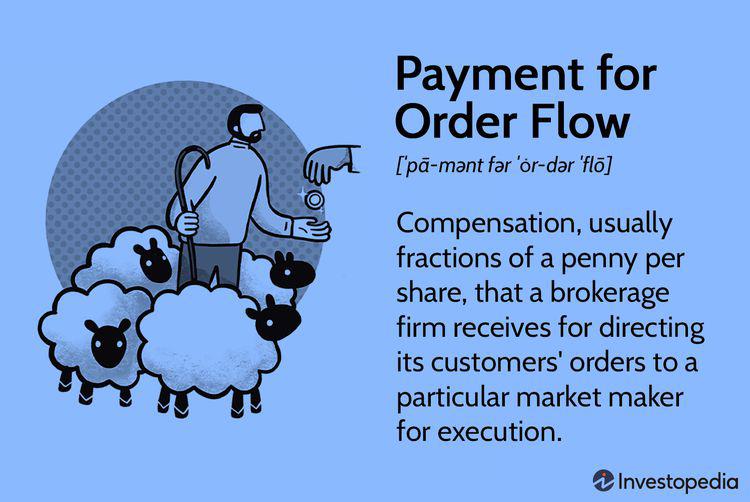 Payment for
Order Flow
[ˈpā-mənt fər ˈȯr-dər ˈflō]
Compensation, usually
fractions of a penny per
share, that a brokerage
firm receives for directing
its customers' orders to a
particular market maker
for execution.
Investopedia